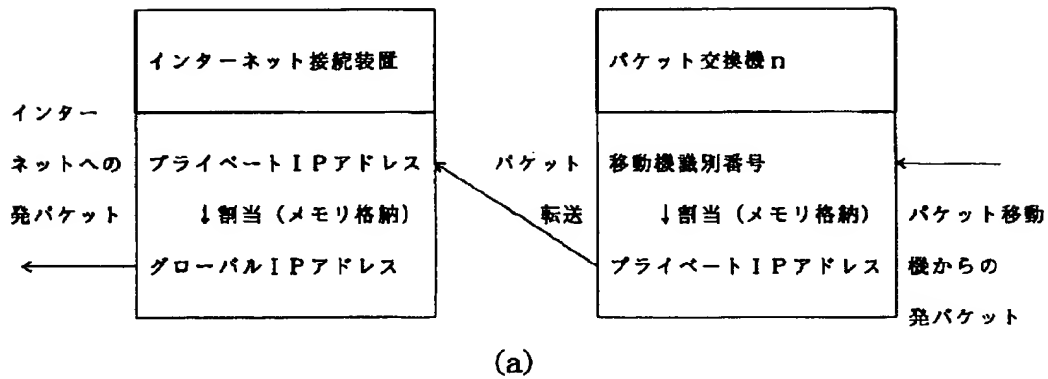 インターネット接続装置
パケット交換機n
インター
ネットへの
発パケット
プライベートIPアドレス
↓割当(メモリ格納)
グローバルIPアドレス
パケット
転送
移動機識別番号
↓割当(メモリ格納)
プライベートIPアドレス
パケット移動
機からの
発パケット
(a)